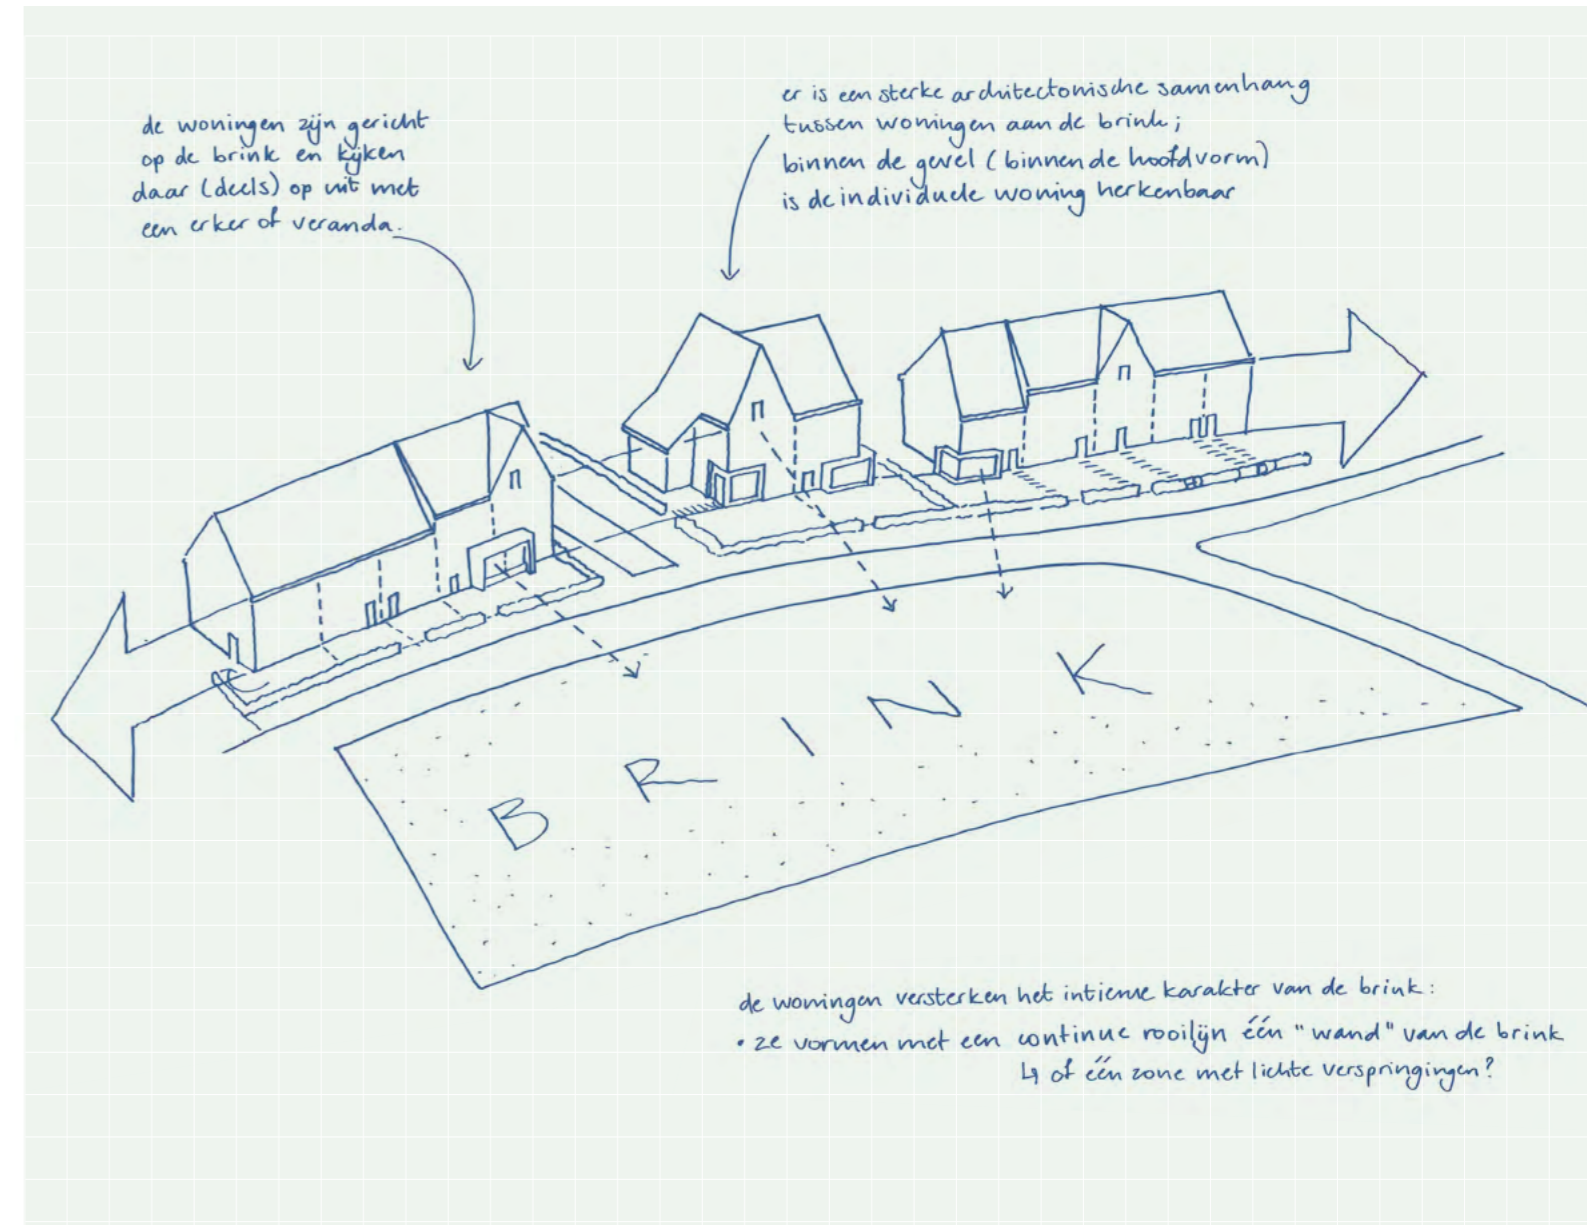 de woningen zijn gericht
op de brink en kijken
daar (deels) op uit met
een erker of veranda.
er is een sterke architectonische samenhang
tussen woningen aan de brink;
binnen de gevel (binnen de hoofdvorm)
is de individuele woning herkenbaar
BRINK
de woningen versterken het intieme karakter van de brink:
• ze vormen met een continue rooilijn één "wand" van de brink
↳ of één zone met lichte verspringingen?